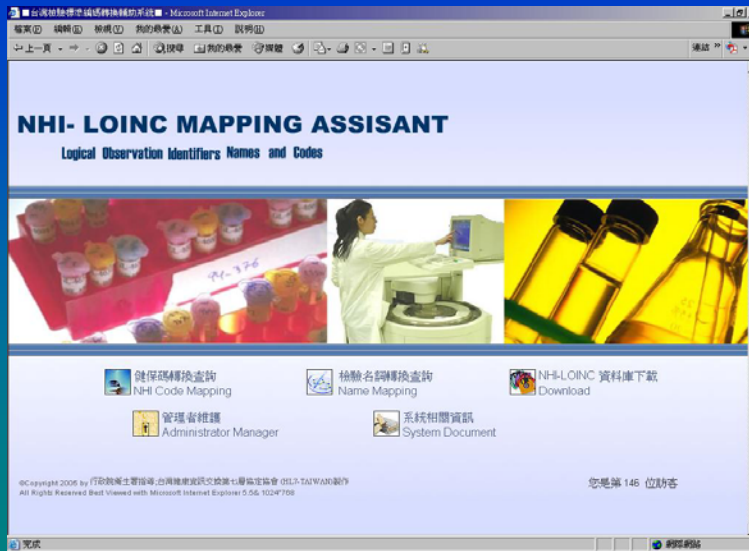 ■台灣檢驗標準編碼轉換輔助系統■ - Microsoft Internet Explorer
檔案(F) 編輯(E) 檢視(V) 我的最愛(A) 工具(T) 說明(H)
上一頁 搜尋 我的最愛 媒體 連結 »
NHI- LOINC MAPPING ASSISANT
Logical Observation Identifiers Names and Codes
94-376
健保碼轉換查詢 檢驗名詞轉換查詢 NHI-LOINC 資料庫下載
NHI Code Mapping Name Mapping Download
管理者維護 系統相關資訊
Administrator Manager System Document
©Copyright 2005 by 行政院衛生署指導;台灣健康資訊交換第七層協定協會 (HL7-TAIWAN)製作
All Rights Reserved Best Viewed with Microsoft Internet Explorer 5.5& 1024*768
您是第 146 位訪客
完成 網際網路